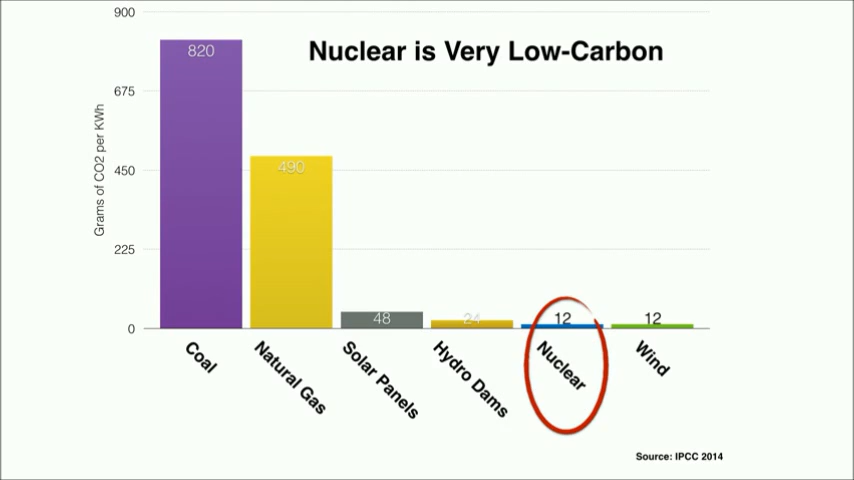 Nuclear is Very Low-Carbon
Grams of CO2 per KWh
900
675
450
225
0
820
490
48
24
12
12
Coal
Natural Gas
Solar Panels
Hydro Dams
Nuclear
Wind
Source: IPCC 2014